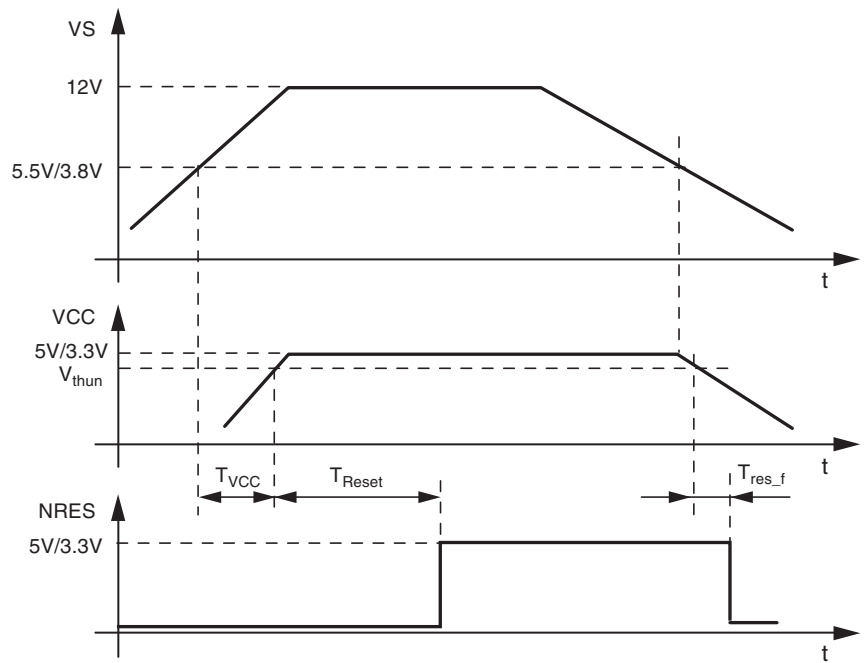 VS
12V
5.5V/3.8V
t
VCC
5V/3.3V
Vthun
t
TVCC
TReset
Tres_f
NRES
5V/3.3V
t